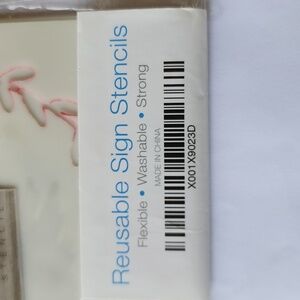 Reusable Sign Stencils
Flexible • Washable • Strong
MADE IN CHINA
X001X9023D